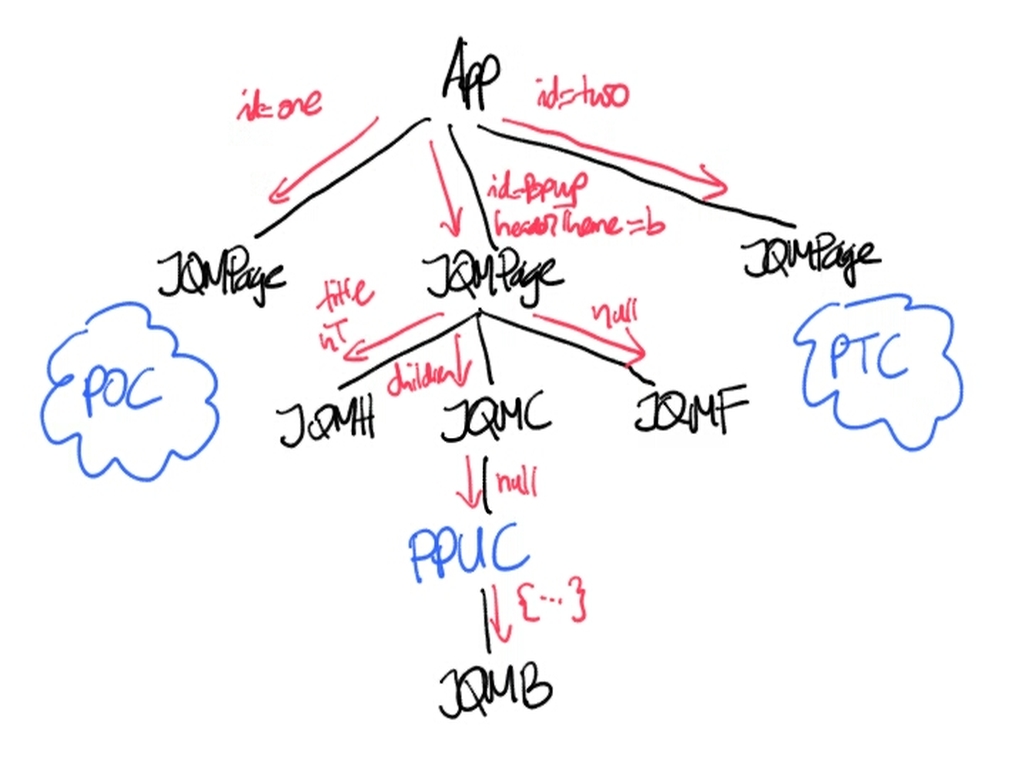 App
id=one
id=two
id=popup
headerTheme=b
JQMPage
JQMPage
JQMPage
title
hT
null
children
POC
PTC
JQMH
JQMC
JQMF
null
PPUC
{...}
JQMB